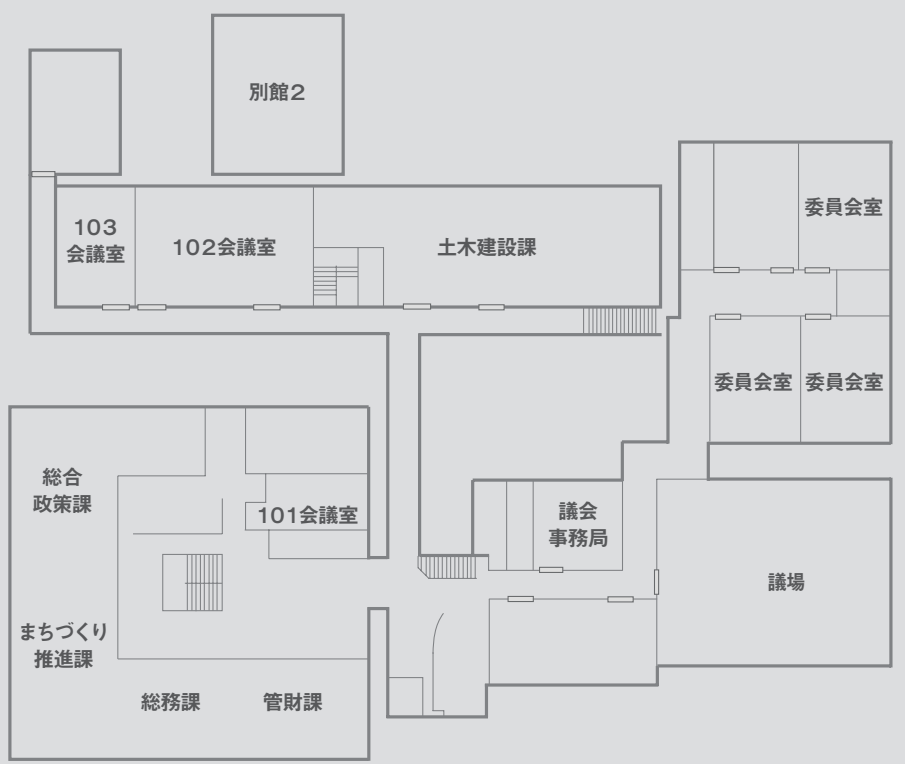 別館2
委員会室
103
会議室
102会議室
土木建設課
委員会室
委員会室
総合
政策課
101会議室
議会
事務局
議場
まちづくり
推進課
総務課
管財課